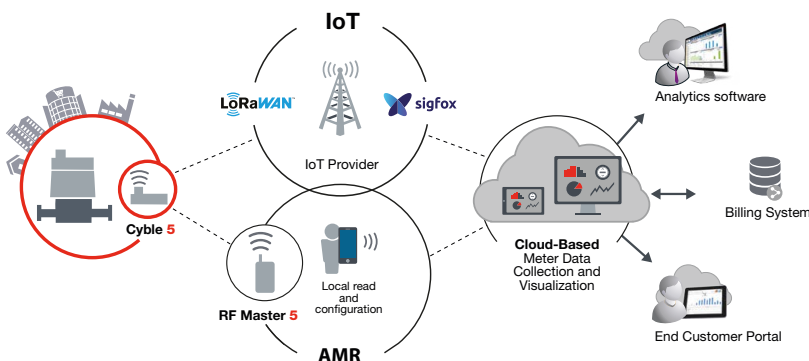 IoT
LoRaWAN™
sigfox
IoT Provider
Cyble 5
RF Master 5
Local read
and
configuration
AMR
Cloud-Based
Meter Data
Collection and
Visualization
Analytics software
Billing System
End Customer Portal